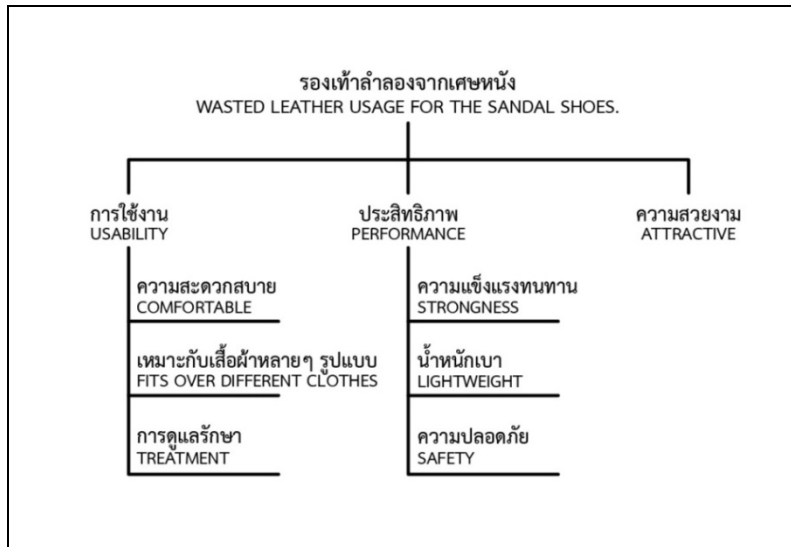 รองเท้าลำลองจากเศษหนัง
WASTED LEATHER USAGE FOR THE SANDAL SHOES.
การใช้งาน
USABILITY
ความสะดวกสบาย
COMFORTABLE
เหมาะกับเสื้อผ้าหลายๆ รูปแบบ
FITS OVER DIFFERENT CLOTHES
การดูแลรักษา
TREATMENT
ประสิทธิภาพ
PERFORMANCE
ความแข็งแรงทนทาน
STRONGNESS
น้ำหนักเบา
LIGHTWEIGHT
ความปลอดภัย
SAFETY
ความสวยงาม
ATTRACTIVE